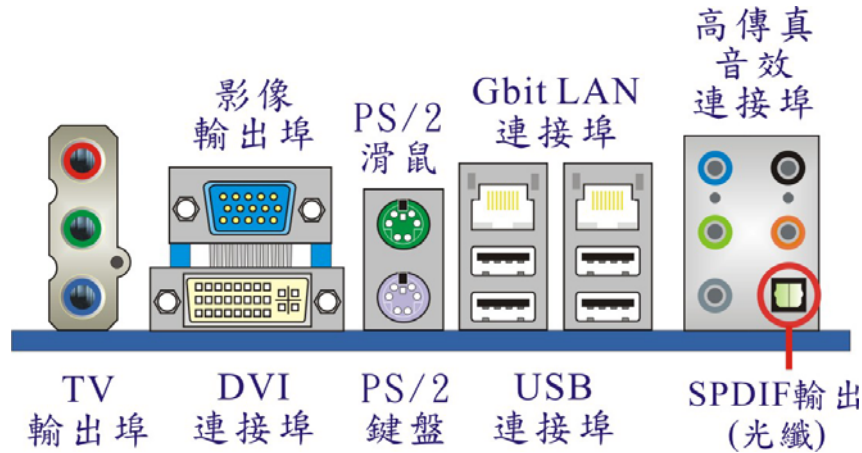 影像
輸出埠
PS/2
滑鼠
Gbit LAN
連接埠
高傳真
音效
連接埠
TV
輸出埠
DVI
連接埠
PS/2
鍵盤
USB
連接埠
SPDIF輸出
(光纖)